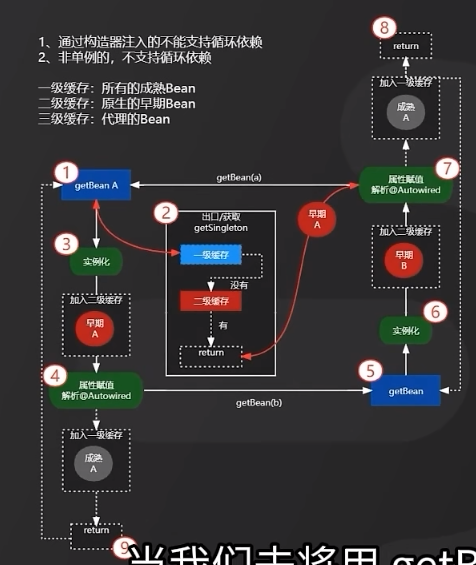 1、通过构造器注入的不能支持循环依赖
2、非单例的，不支持循环依赖
一级缓存：所有的成熟Bean
二级缓存：原生的早期Bean
三级缓存：代理的Bean
1
getBean A
getBean(a)
2
出口/获取
getSingleton
一级缓存
没有
二级缓存
有
return
3
实例化
加入二级缓存
早期
A
4
属性赋值
解析@Autowired
getBean(b)
加入一级缓存
成熟
A
return
9
5
getBean
6
实例化
加入二级缓存
早期
B
7
属性赋值
解析@Autowired
早期
A
加入一级缓存
成熟
A
8
return